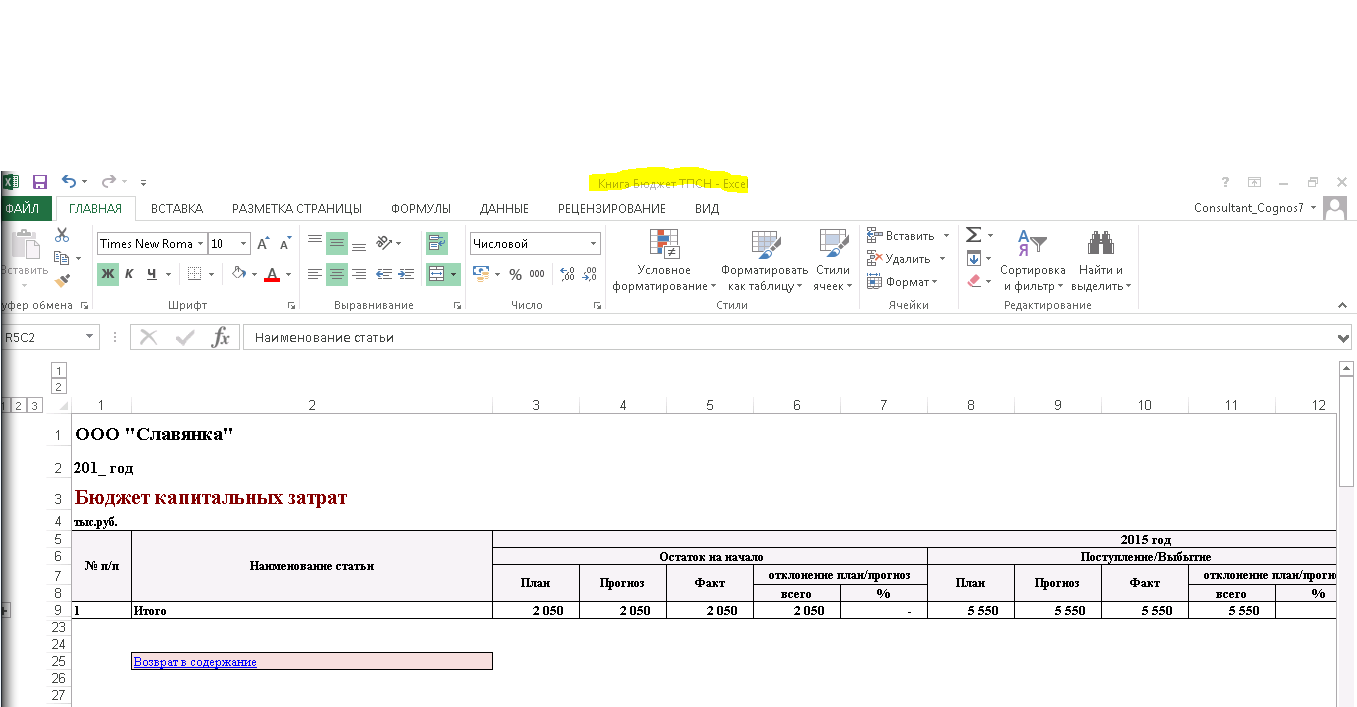 Книга Бюджет ТПСН - Excel
?
ФАЙЛ ГЛАВНАЯ ВСТАВКА РАЗМЕТКА СТРАНИЦЫ ФОРМУЛЫ ДАННЫЕ РЕЦЕНЗИРОВАНИЕ ВИД Consultant_Cognos7
Вставить Times New Roma 10 Числовой Условное форматирование Форматировать как таблицу Стили ячеек Вставить Удалить Формат Сортировка и фильтр Найти и выделить
Ж К Ч % 000
уфер обмена Шрифт Выравнивание Число Стили Ячейки Редактирование
R5C2 fx Наименование статьи
1
2
1 2 3 1 2 3 4 5 6 7 8 9 10 11 12
1 ООО "Славянка"
2 201_ год
3 Бюджет капитальных затрат
4 тыс.руб.
5 № п/п Наименование статьи 2015 год
6 Остаток на начало Поступление/Выбытие
7 План Прогноз Факт отклонение план/прогноз План Прогноз Факт отклонение план/прогно
8 всего % всего %
9 1 Итого 2 050 2 050 2 050 2 050 - 5 550 5 550 5 550 5 550
23
24
25 Возврат в содержание
26
27